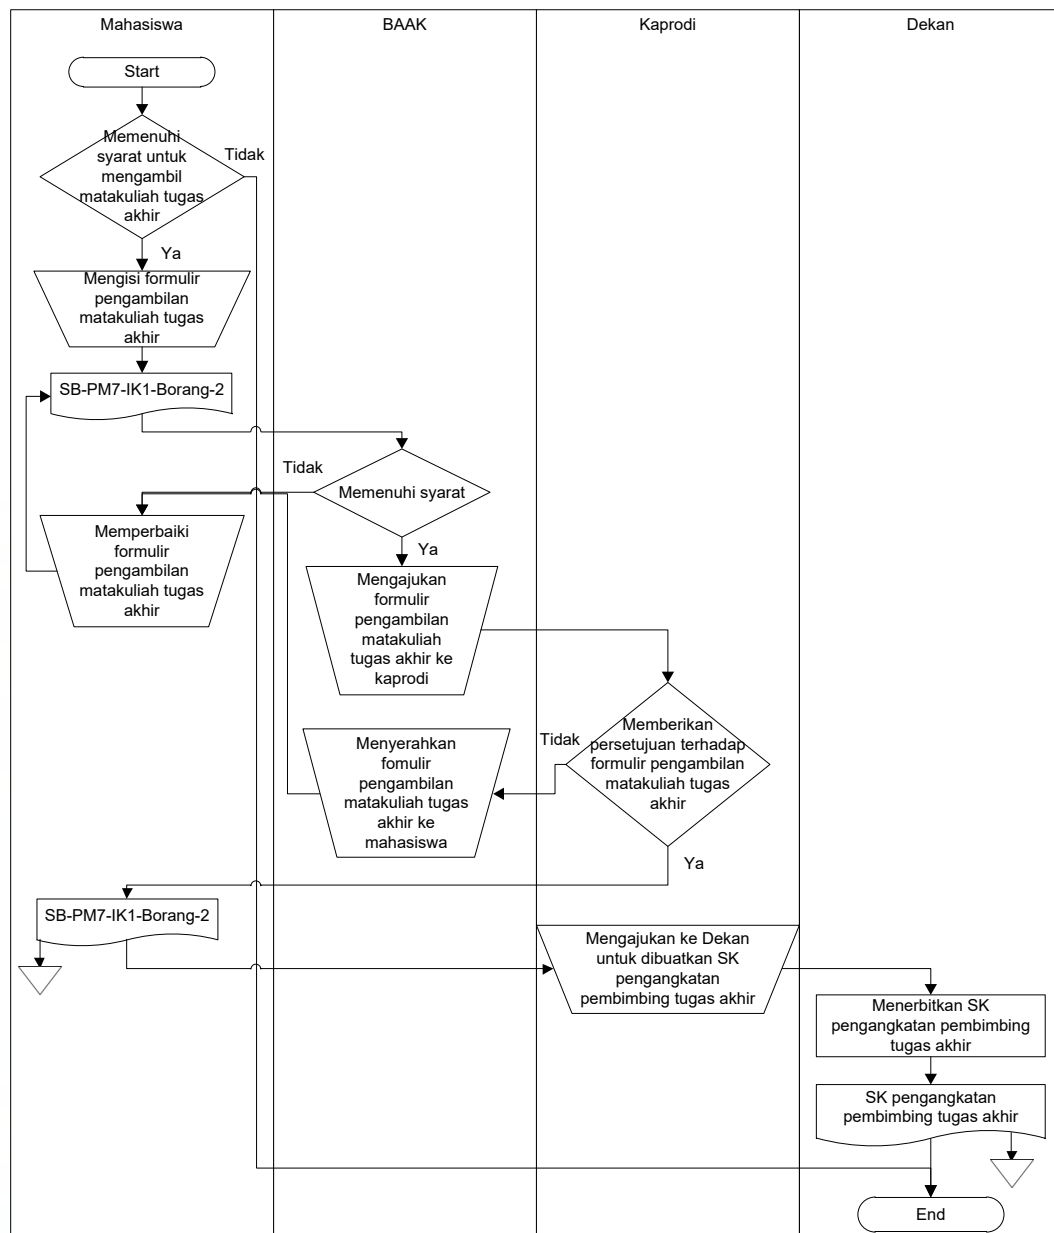 Mahasiswa
BAAK
Kaprodi
Dekan
Start
Memenuhi
syarat untuk
mengambil
matakuliah tugas
akhir
Tidak
Ya
Mengisi formulir
pengambilan
matakuliah tugas
akhir
SB-PM7-IK1-Borang-2
Tidak
Memenuhi syarat
Ya
Memperbaiki
formulir
pengambilan
matakuliah tugas
akhir
Mengajukan
formulir
pengambilan
matakuliah
tugas akhir ke
kaprodi
Memberikan
persetujuan terhadap
formulir pengambilan
matakuliah tugas
akhir
Tidak
Menyerahkan
fomulir
pengambilan
matakuliah tugas
akhir ke
mahasiswa
Ya
SB-PM7-IK1-Borang-2
Mengajukan ke Dekan
untuk dibuatkan SK
pengangkatan
pembimbing tugas akhir
Menerbitkan SK
pengangkatan pembimbing
tugas akhir
SK pengangkatan
pembimbing tugas akhir
End